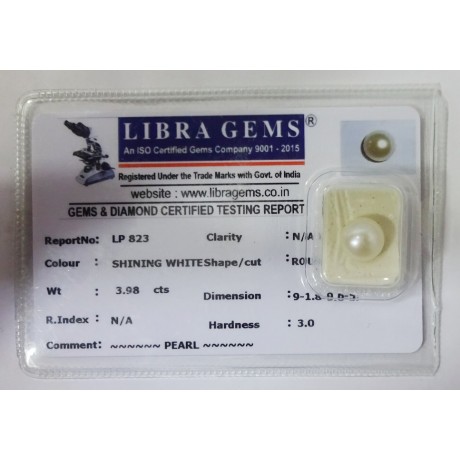 LIBRA GEMS ®
An ISO Certified Gems Company 9001 - 2015
Registered Under the Trade Marks with Govt. of India
website : www.libragems.co.in
GEMS & DIAMOND CERTIFIED TESTING REPORT
ReportNo: LP 823 Clarity : N/A
Colour : SHINING WHITE Shape/cut : ROU
Wt : 3.98 cts Dimension :
R.Index : N/A Hardness : 3.0
Comment: ~~~~~~ PEARL ~~~~~~